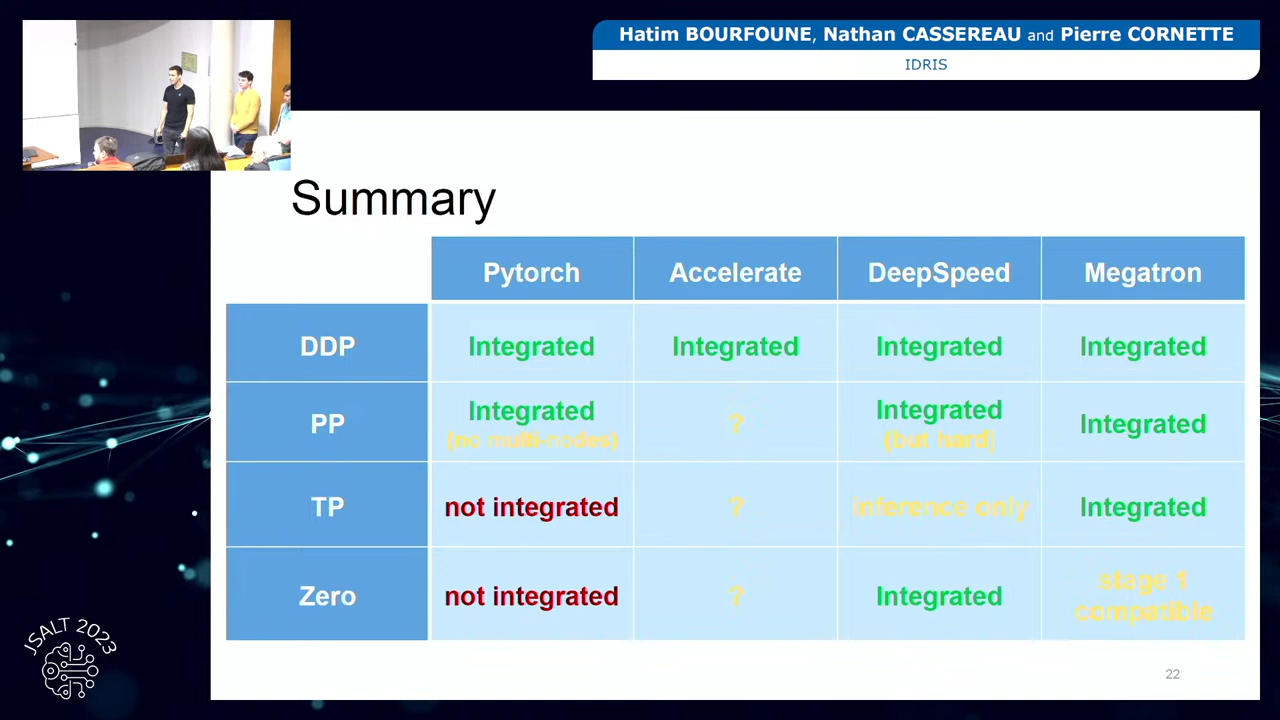 Hatim BOURFOUNE, Nathan CASSEREAU and Pierre CORNETTE
IDRIS
Summary
Pytorch Accelerate DeepSpeed Megatron
DDP Integrated Integrated Integrated Integrated
PP Integrated (no multi-nodes) ? Integrated (but hard) Integrated
TP not integrated ? inference only Integrated
Zero not integrated ? Integrated stage 1 compatible
JSALT 2023
22